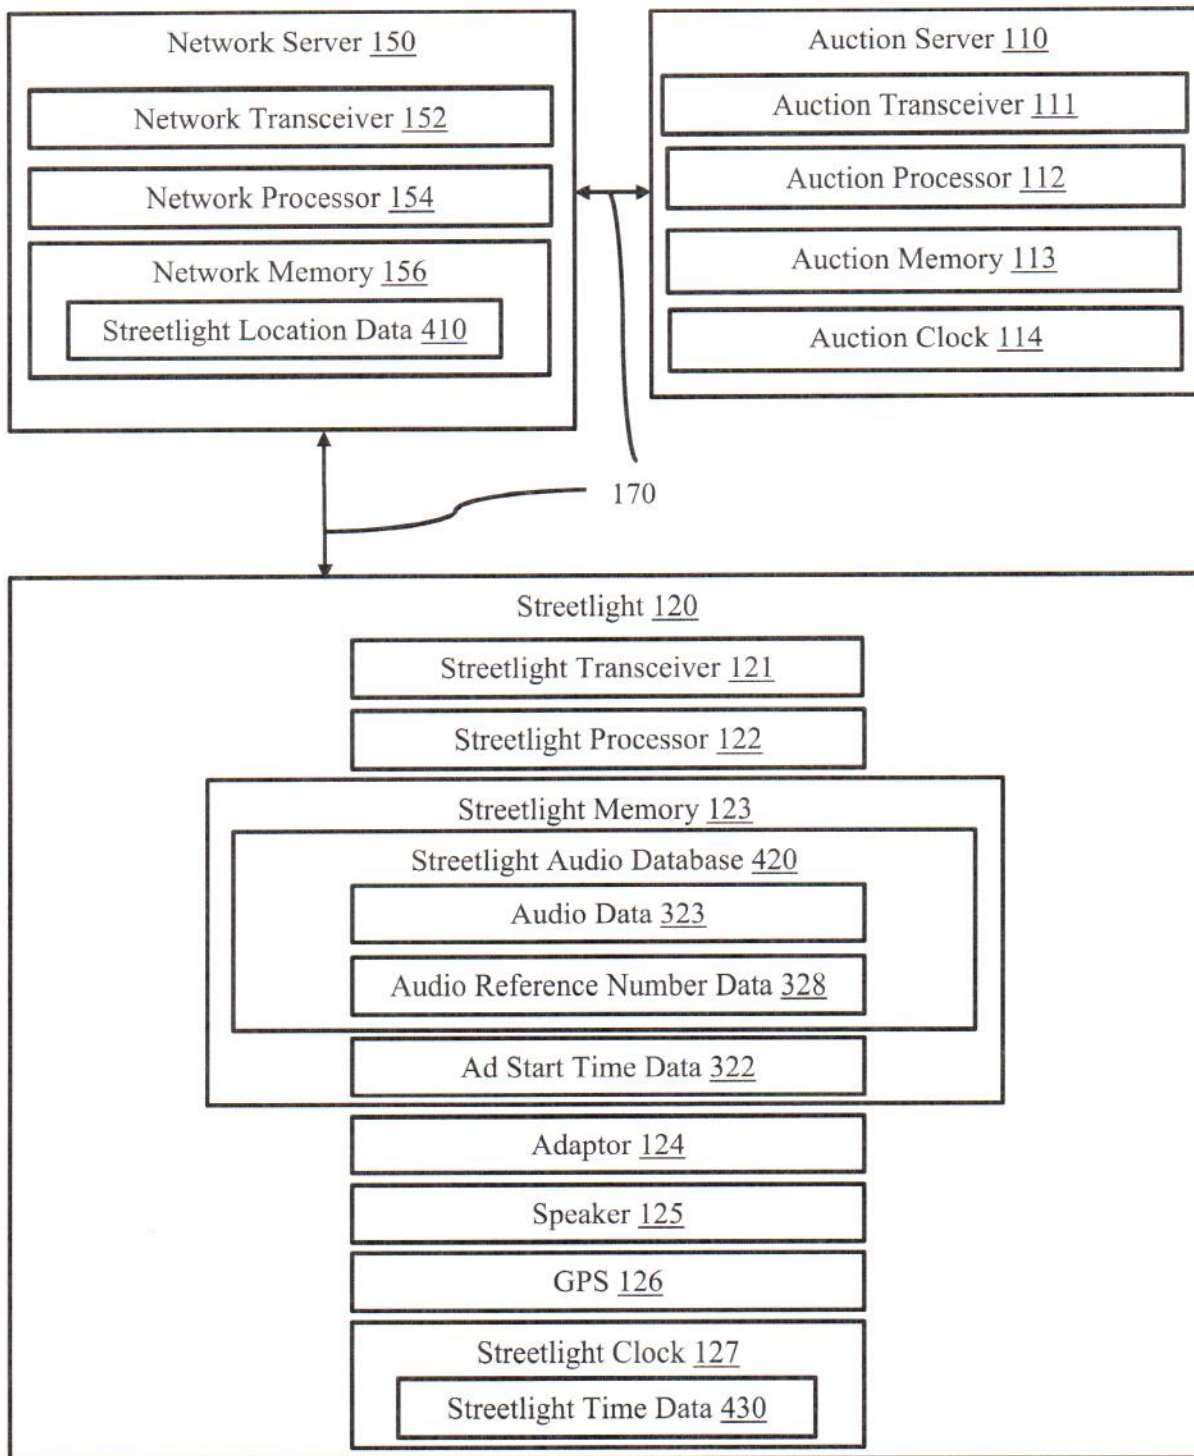 Network Server 150
Network Transceiver 152
Network Processor 154
Network Memory 156
Streetlight Location Data 410
Auction Server 110
Auction Transceiver 111
Auction Processor 112
Auction Memory 113
Auction Clock 114
170
Streetlight 120
Streetlight Transceiver 121
Streetlight Processor 122
Streetlight Memory 123
Streetlight Audio Database 420
Audio Data 323
Audio Reference Number Data 328
Ad Start Time Data 322
Adaptor 124
Speaker 125
GPS 126
Streetlight Clock 127
Streetlight Time Data 430